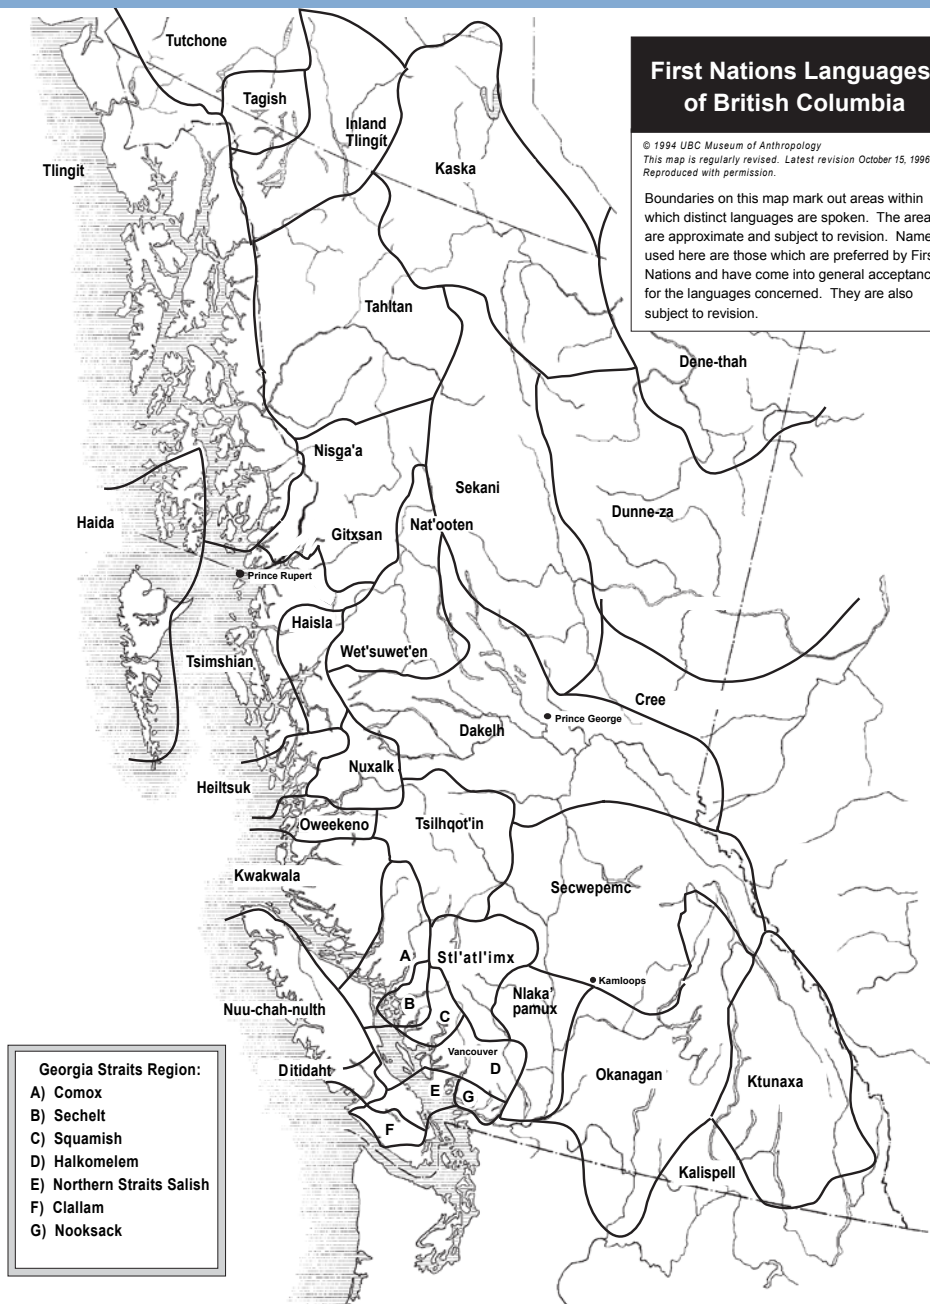 First Nations Languages
of British Columbia
© 1994 UBC Museum of Anthropology
This map is regularly revised. Latest revision October 15, 1996
Reproduced with permission.
Boundaries on this map mark out areas within
which distinct languages are spoken. The area
are approximate and subject to revision. Name
used here are those which are preferred by Firs
Nations and have come into general acceptanc
for the languages concerned. They are also
subject to revision.
Tutchone
Tagish
Inland
Tlingit
Tlingit
Kaska
Tahltan
Dene-thah
Nisga'a
Sekani
Dunne-za
Haida
Nat'ooten
Gitxsan
Prince Rupert
Haisla
Wet'suwet'en
Tsimshian
Cree
Prince George
Dakelh
Nuxalk
Heiltsuk
Oweekeno
Tsilhqot'in
Kwakwala
Secwepemc
A
Stl'atl'imx
Kamloops
Nlaka'
pamux
B
Nuu-chah-nulth
C
Vancouver
D
Ditidaht
Okanagan
Ktunaxa
E
G
F
Kalispell
Georgia Straits Region:
A) Comox
B) Sechelt
C) Squamish
D) Halkomelem
E) Northern Straits Salish
F) Clallam
G) Nooksack